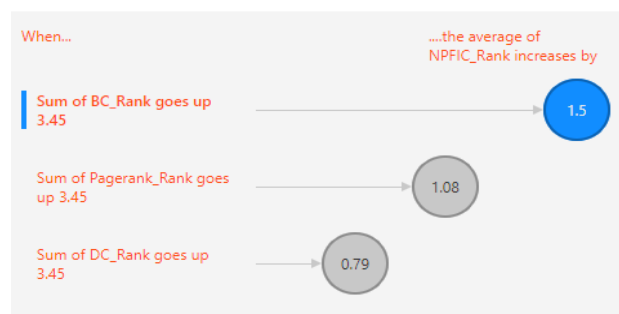 When...
....the average of
NPFIC_Rank increases by
Sum of BC_Rank goes up
3.45
1.5
Sum of Pagerank_Rank goes
up 3.45
1.08
Sum of DC_Rank goes up
3.45
0.79